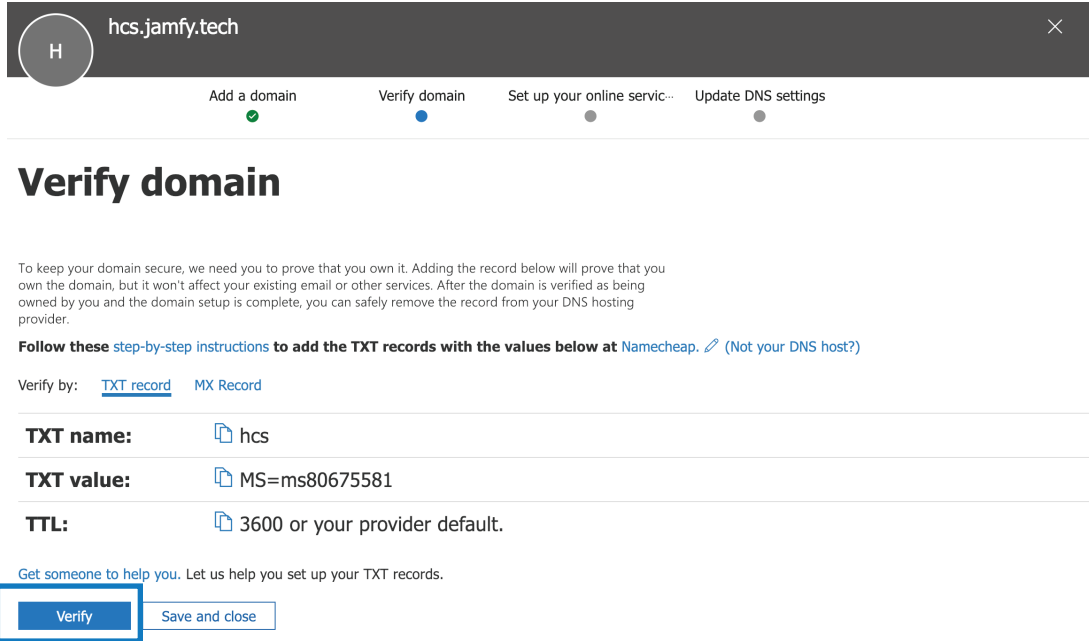 hcs.jamfy.tech
H
Add a domain
Verify domain
Set up your online servic...
Update DNS settings
Verify domain
To keep your domain secure, we need you to prove that you own it. Adding the record below will prove that you
own the domain, but it won't affect your existing email or other services. After the domain is verified as being
owned by you and the domain setup is complete, you can safely remove the record from your DNS hosting
provider.
Follow these step-by-step instructions to add the TXT records with the values below at Namecheap. (Not your DNS host?)
Verify by: TXT record MX Record
TXT name: hcs
TXT value: MS=ms80675581
TTL: 3600 or your provider default.
Get someone to help you. Let us help you set up your TXT records.
Verify Save and close